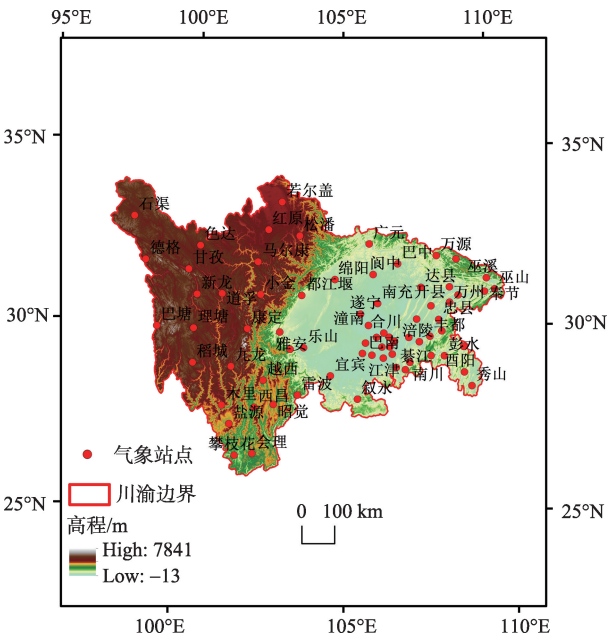 95°E 100°E 105°E 110°E
35°N 35°N
30°N 30°N
25°N 25°N
100°E 105°E 110°E
若尔盖
石渠
红原 松潘
色达 广元
德格 甘孜 马尔康 巴中 万源
绵阳 阆中 巫溪
新龙 道孚 小金 都江堰 达县 巫山
南充 开县 万州 奉节
巴塘 理塘 康定 遂宁 忠县
潼南 合川 涪陵 丰都
雅安 乐山 巴南 彭水
稻城 九龙 越西 宜宾 江津 綦江 酉阳
木里 西昌 雷波 叙永 南川 秀山
盐源 昭觉
攀枝花 会理
气象站点
川渝边界
高程/m
High: 7841
Low: −13
0 100 km